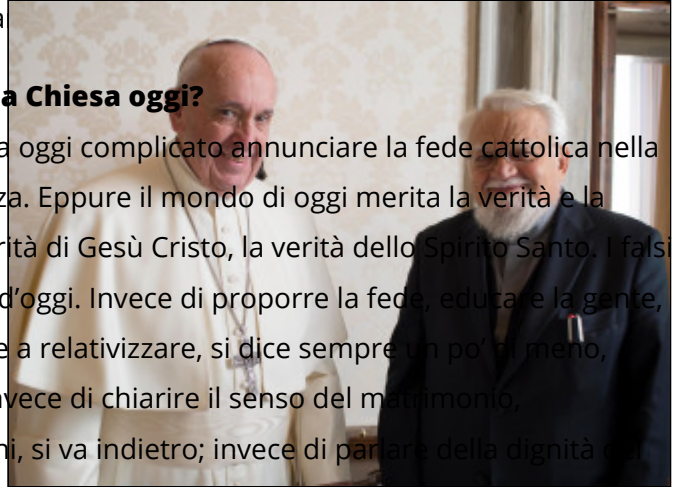 a
a Chiesa oggi?
a oggi complicato annunciare la fede cattolica nella
za. Eppure il mondo di oggi merita la verità e la
rità di Gesù Cristo, la verità dello Spirito Santo. I falsi
d’oggi. Invece di proporre la fede, educare la gente,
e a relativizzare, si dice sempre un po’ di meno,
nvece di chiarire il senso del matrimonio,
ni, si va indietro; invece di parlare della dignità del